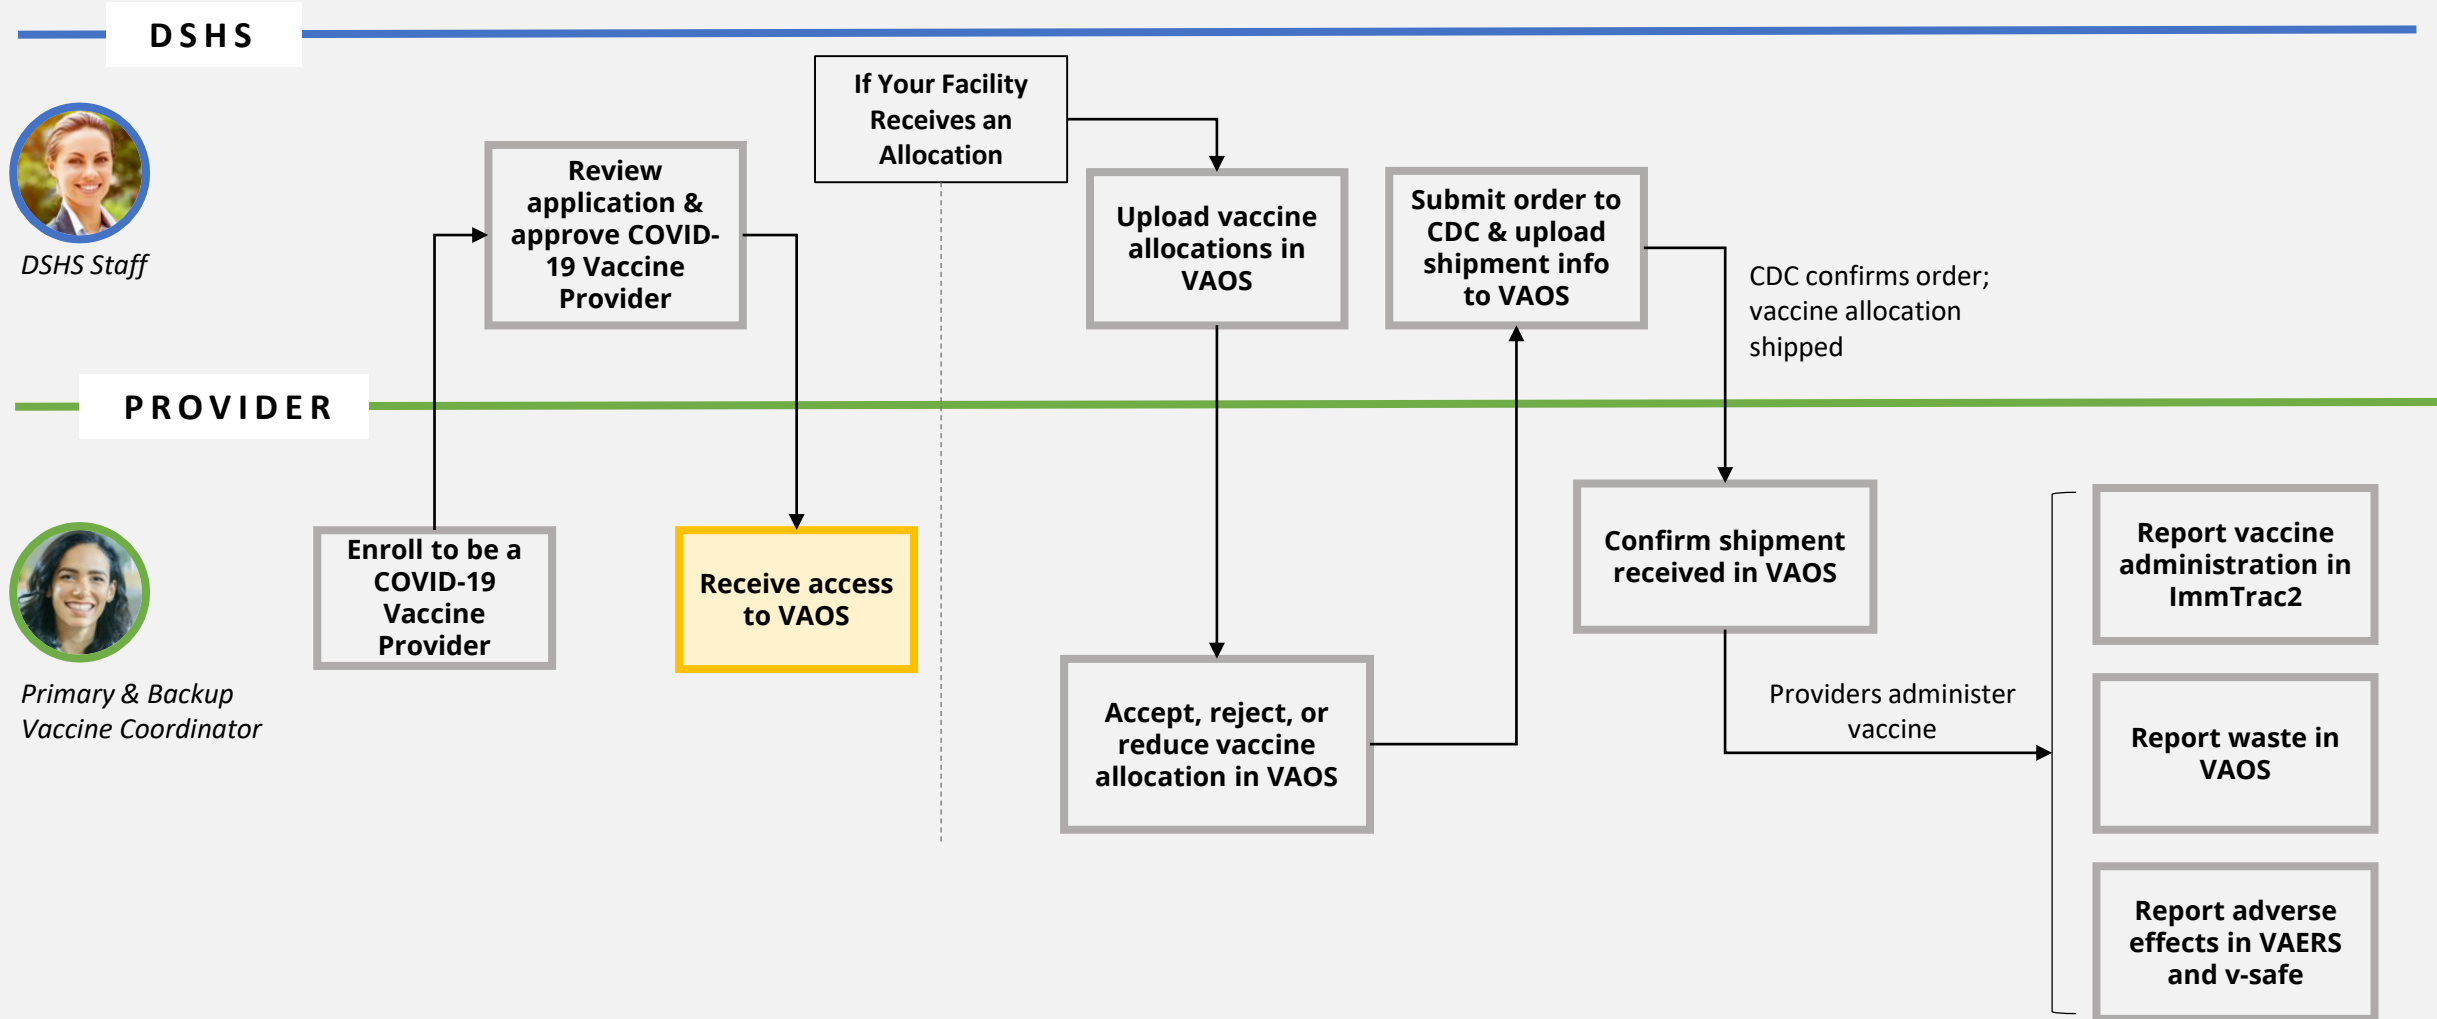 DSHS
If Your Facility
Receives an
Allocation
DSHS Staff
Review
application &
approve COVID-
19 Vaccine
Provider
Upload vaccine
allocations in
VAOS
Submit order to
CDC & upload
shipment info
to VAOS
CDC confirms order;
vaccine allocation
shipped
PROVIDER
Primary & Backup
Vaccine Coordinator
Enroll to be a
COVID-19
Vaccine
Provider
Receive access
to VAOS
Accept, reject, or
reduce vaccine
allocation in VAOS
Confirm shipment
received in VAOS
Providers administer
vaccine
Report vaccine
administration in
ImmTrac2
Report waste in
VAOS
Report adverse
effects in VAERS
and v-safe